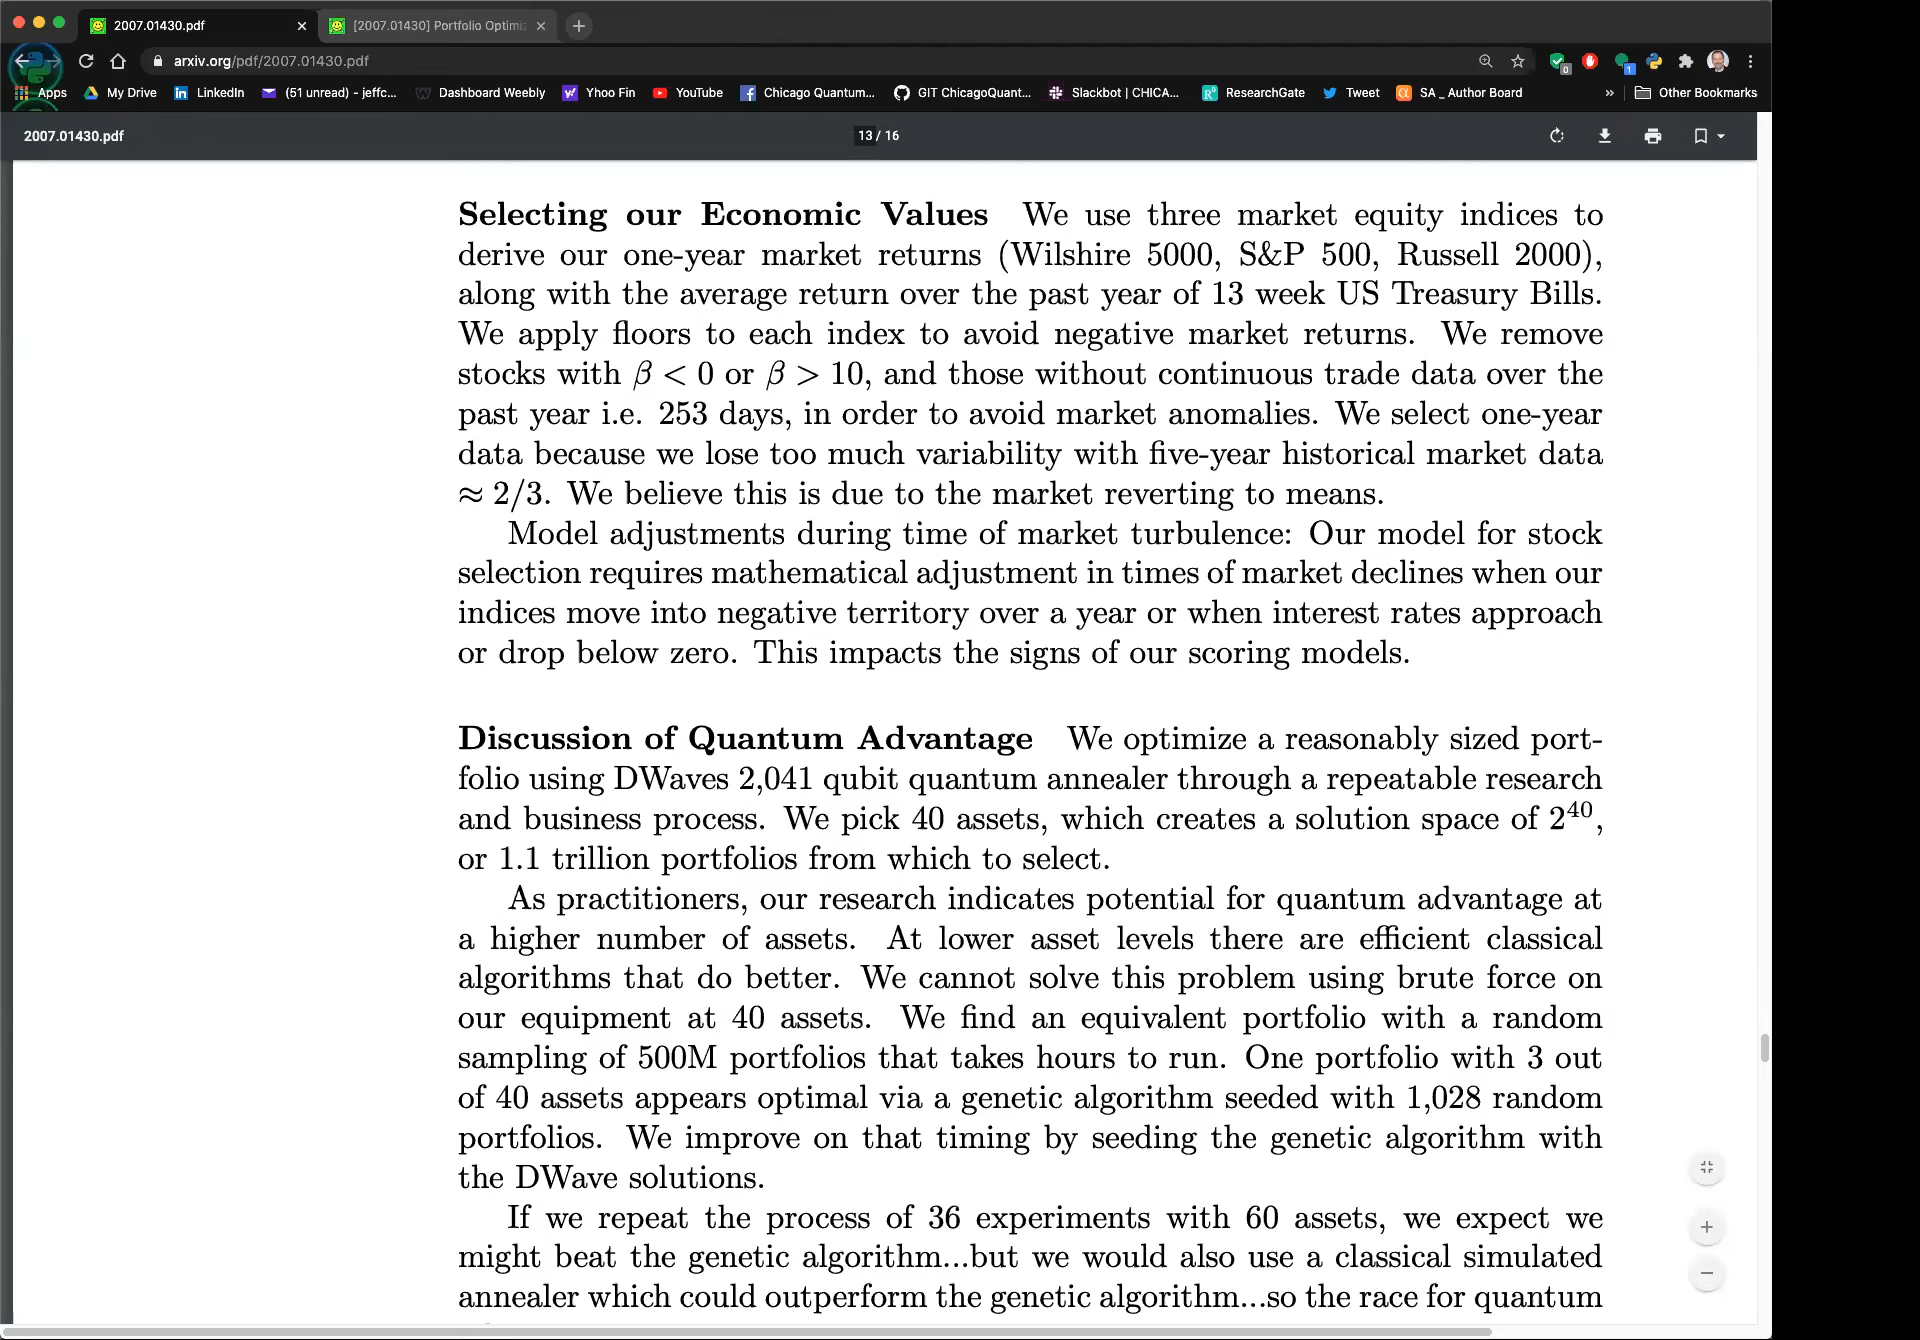 2007.01430.pdf
[2007.01430] Portfolio Optimi
arxiv.org/pdf/2007.01430.pdf
0
1
Apps
My Drive
LinkedIn
(51 unread) - jeffc...
Dashboard Weebly
Yhoo Fin
YouTube
Chicago Quantum...
GIT ChicagoQuant...
Slackbot | CHICA...
ResearchGate
Tweet
SA _ Author Board
»
Other Bookmarks
2007.01430.pdf
13 / 16
Selecting our Economic Values We use three market equity indices to
derive our one-year market returns (Wilshire 5000, S&P 500, Russell 2000),
along with the average return over the past year of 13 week US Treasury Bills.
We apply floors to each index to avoid negative market returns. We remove
stocks with β < 0 or β > 10, and those without continuous trade data over the
past year i.e. 253 days, in order to avoid market anomalies. We select one-year
data because we lose too much variability with five-year historical market data
≈ 2/3. We believe this is due to the market reverting to means.
Model adjustments during time of market turbulence: Our model for stock
selection requires mathematical adjustment in times of market declines when our
indices move into negative territory over a year or when interest rates approach
or drop below zero. This impacts the signs of our scoring models.
Discussion of Quantum Advantage We optimize a reasonably sized port-
folio using DWaves 2,041 qubit quantum annealer through a repeatable research
and business process. We pick 40 assets, which creates a solution space of 2⁴⁰,
or 1.1 trillion portfolios from which to select.
As practitioners, our research indicates potential for quantum advantage at
a higher number of assets. At lower asset levels there are efficient classical
algorithms that do better. We cannot solve this problem using brute force on
our equipment at 40 assets. We find an equivalent portfolio with a random
sampling of 500M portfolios that takes hours to run. One portfolio with 3 out
of 40 assets appears optimal via a genetic algorithm seeded with 1,028 random
portfolios. We improve on that timing by seeding the genetic algorithm with
the DWave solutions.
If we repeat the process of 36 experiments with 60 assets, we expect we
might beat the genetic algorithm...but we would also use a classical simulated
annealer which could outperform the genetic algorithm...so the race for quantum